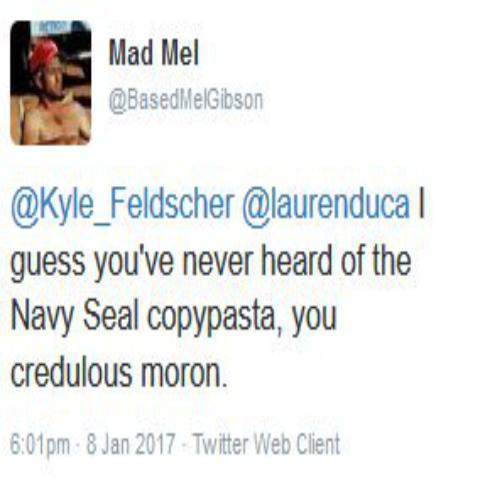 Mad Mel
@BasedMelGibson
@Kyle_Feldscher @laurenduca I
guess you've never heard of the
Navy Seal copypasta, you
credulous moron.
6:01pm · 8 Jan 2017 · Twitter Web Client